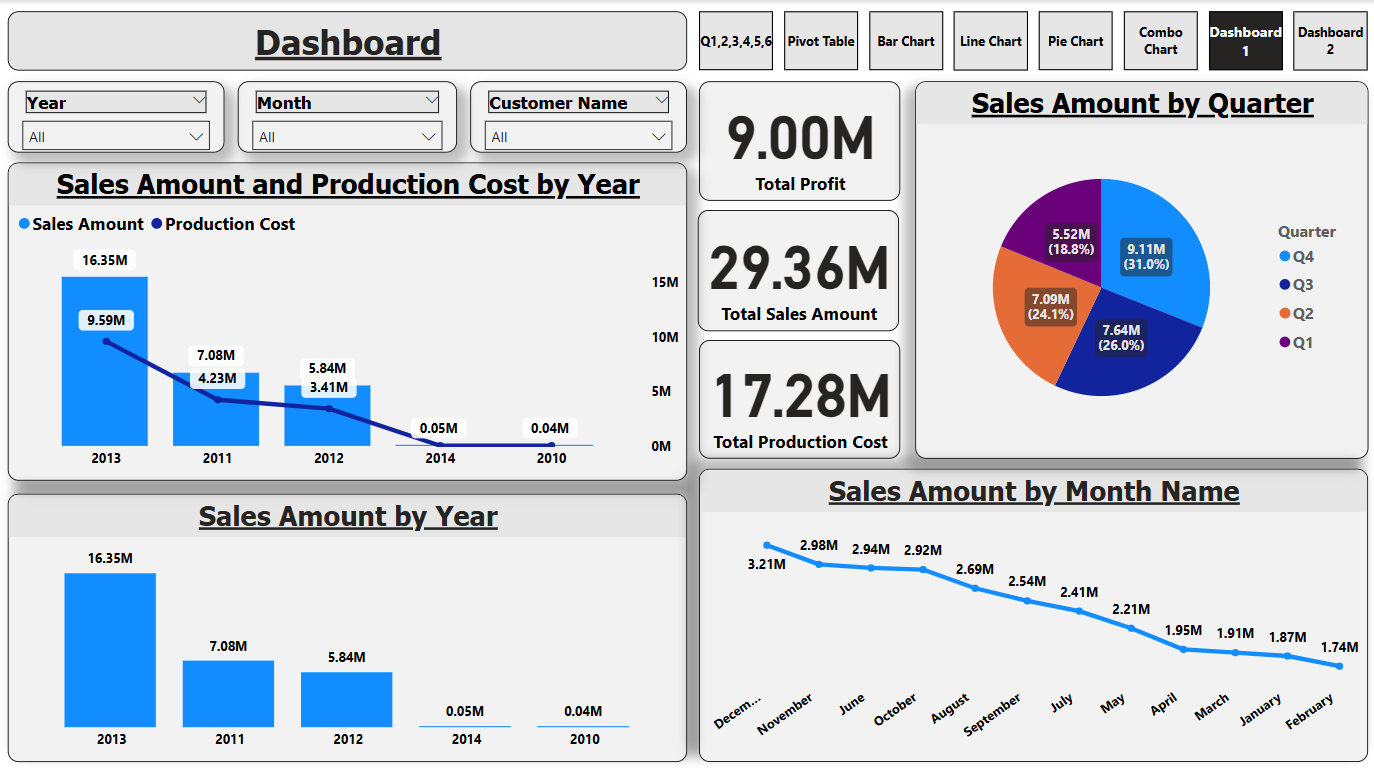 Dashboard
Q1,2,3,4,5,6
Pivot Table
Bar Chart
Line Chart
Pie Chart
Combo
Chart
Dashboard
1
Dashboard
2
Year
All
Month
All
Customer Name
All
Sales Amount and Production Cost by Year
Sales Amount
Production Cost
16.35M
9.59M
7.08M
4.23M
5.84M
3.41M
0.05M
0.04M
15M
10M
5M
0M
2013
2011
2012
2014
2010
9.00M
Total Profit
29.36M
Total Sales Amount
17.28M
Total Production Cost
Sales Amount by Quarter
5.52M
(18.8%)
9.11M
(31.0%)
7.09M
(24.1%)
7.64M
(26.0%)
Quarter
Q4
Q3
Q2
Q1
Sales Amount by Year
16.35M
7.08M
5.84M
0.05M
0.04M
2013
2011
2012
2014
2010
Sales Amount by Month Name
3.21M
2.98M
2.94M
2.92M
2.69M
2.54M
2.41M
2.21M
1.95M
1.91M
1.87M
1.74M
Decem...
November
June
October
August
September
July
May
April
March
January
February